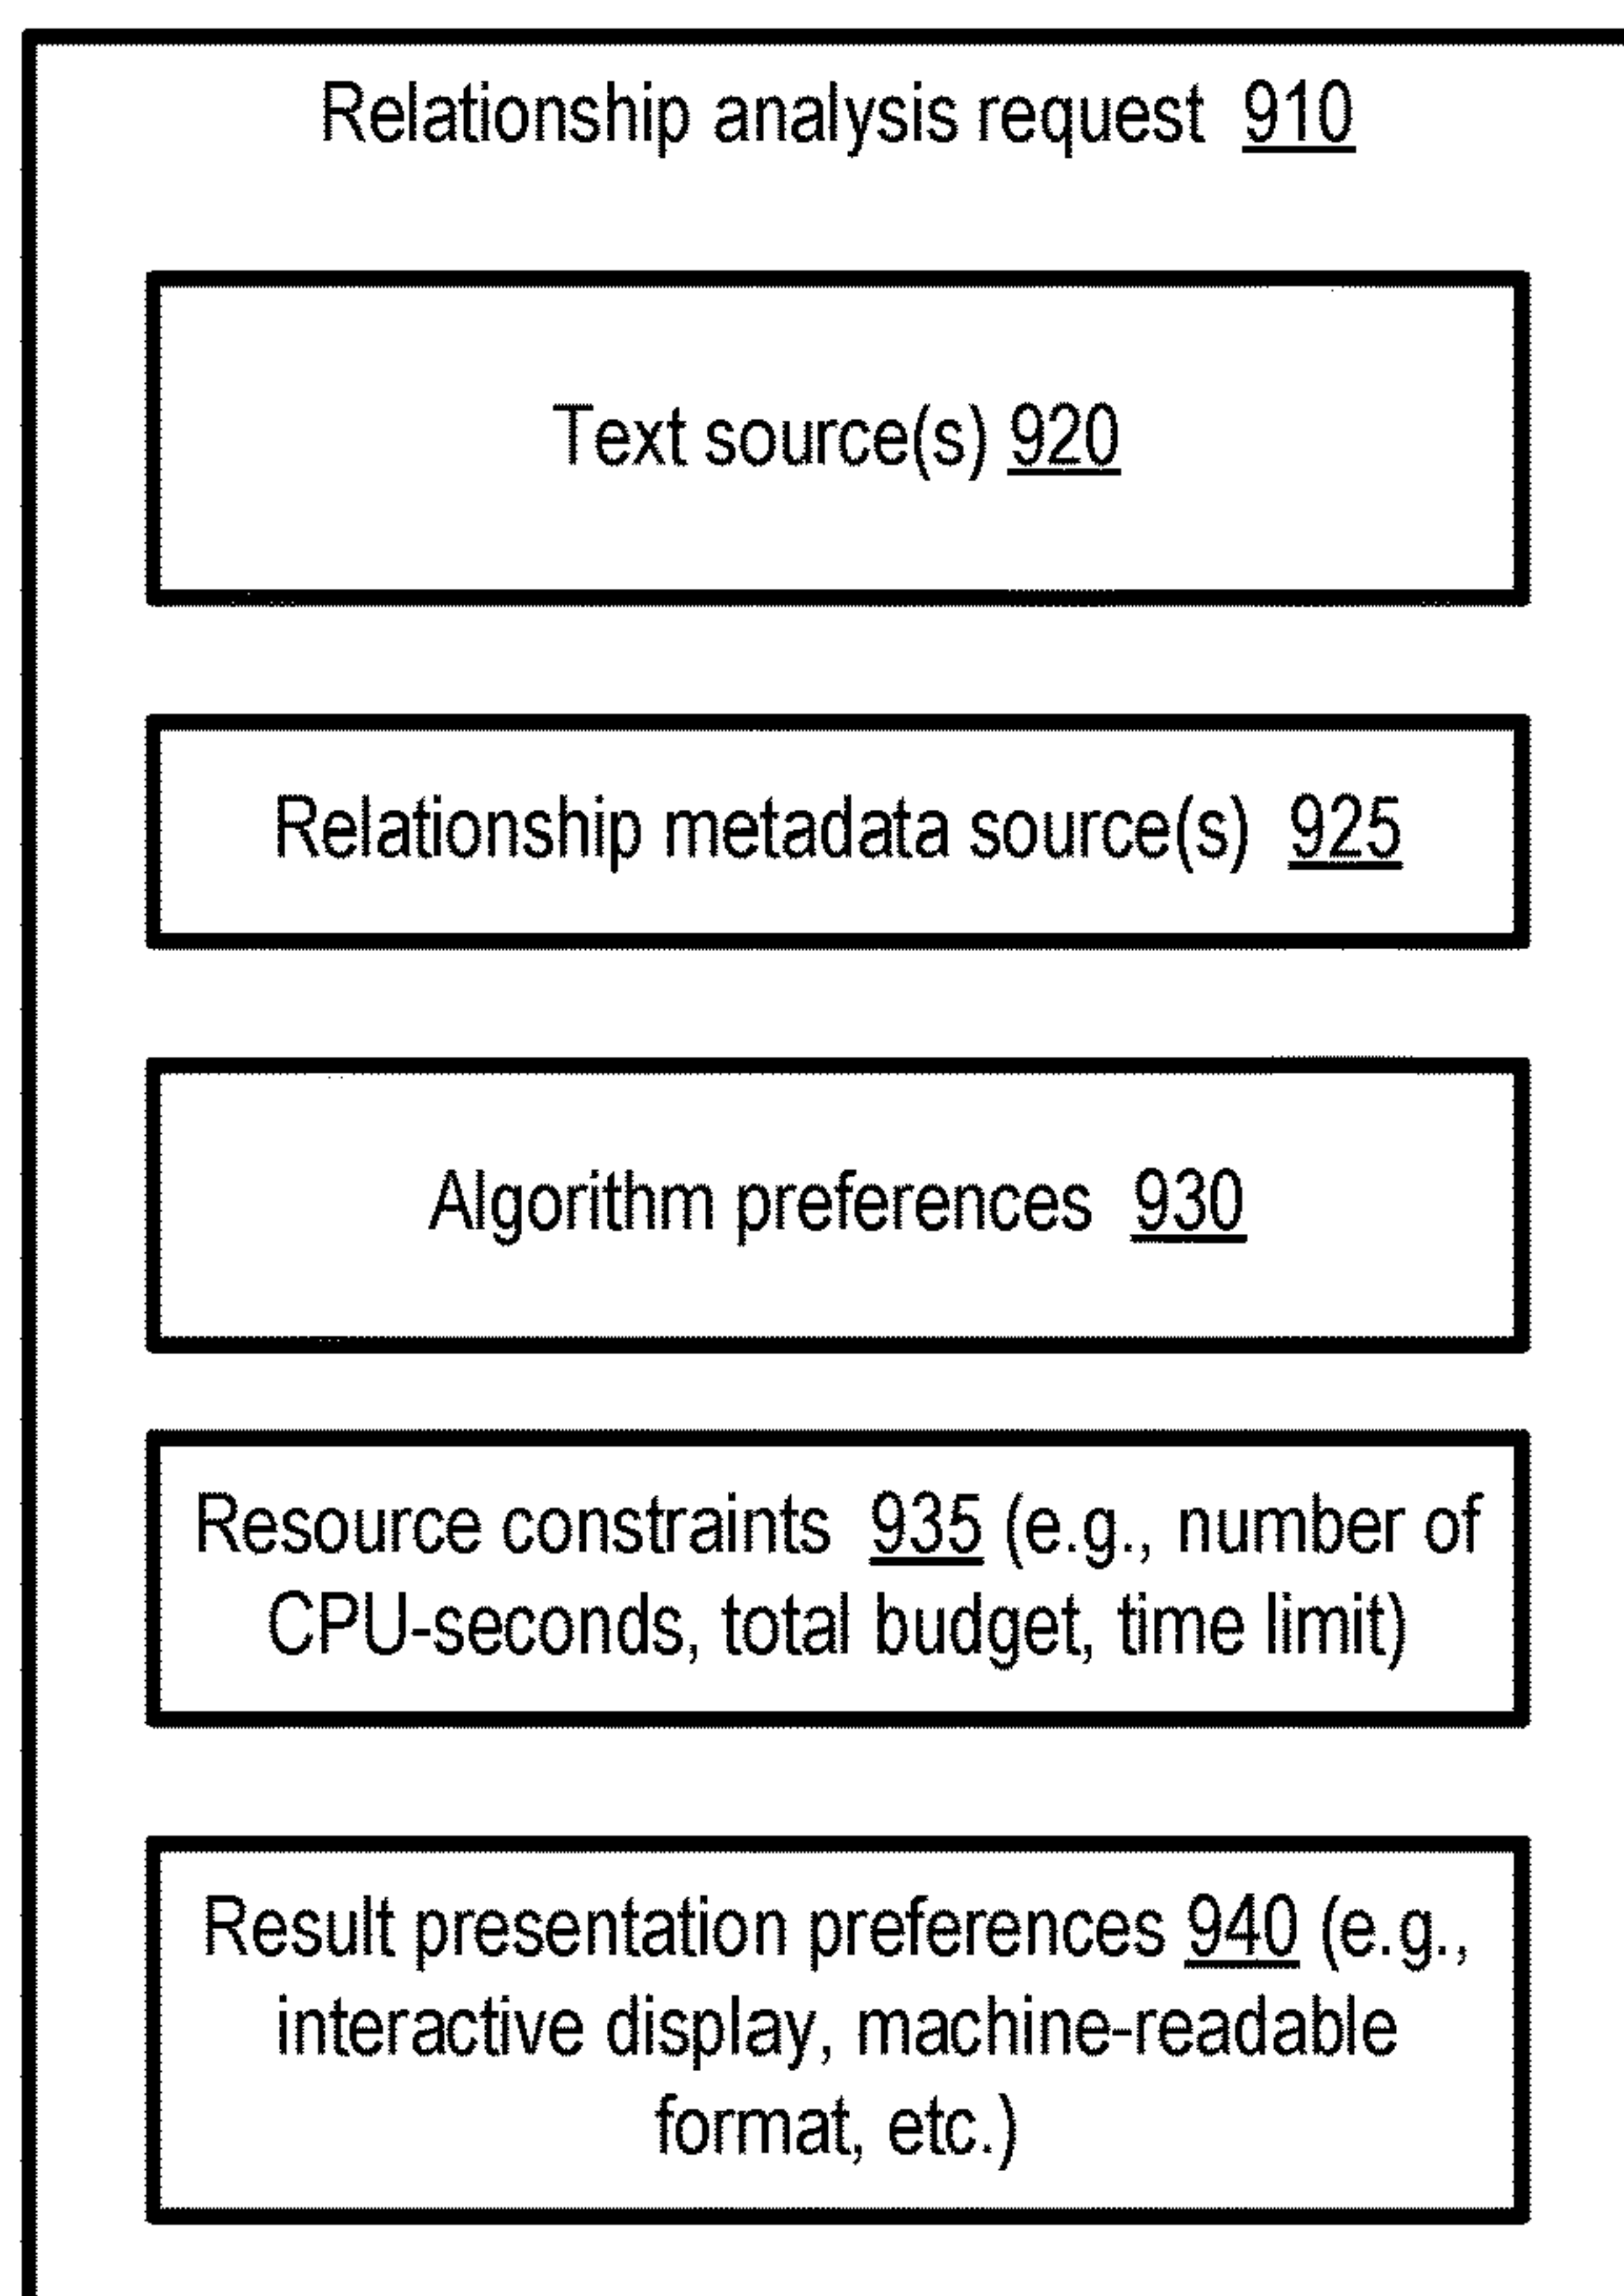 Relationship analysis request 910
Text source(s) 920
Relationship metadata source(s) 925
Algorithm preferences 930
Resource constraints 935 (e.g., number of
CPU-seconds, total budget, time limit)
Result presentation preferences 940 (e.g.,
interactive display, machine-readable
format, etc.)